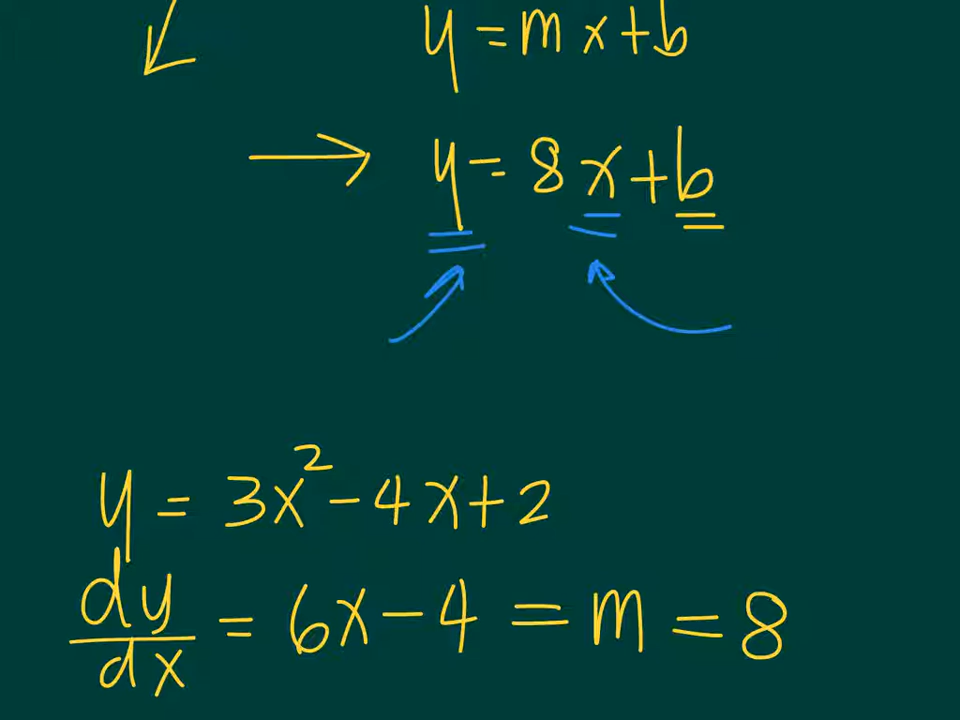 y = mx+b
→ y = 8x+b
y = 3x² - 4x + 2
dy/dx = 6x - 4 = m = 8